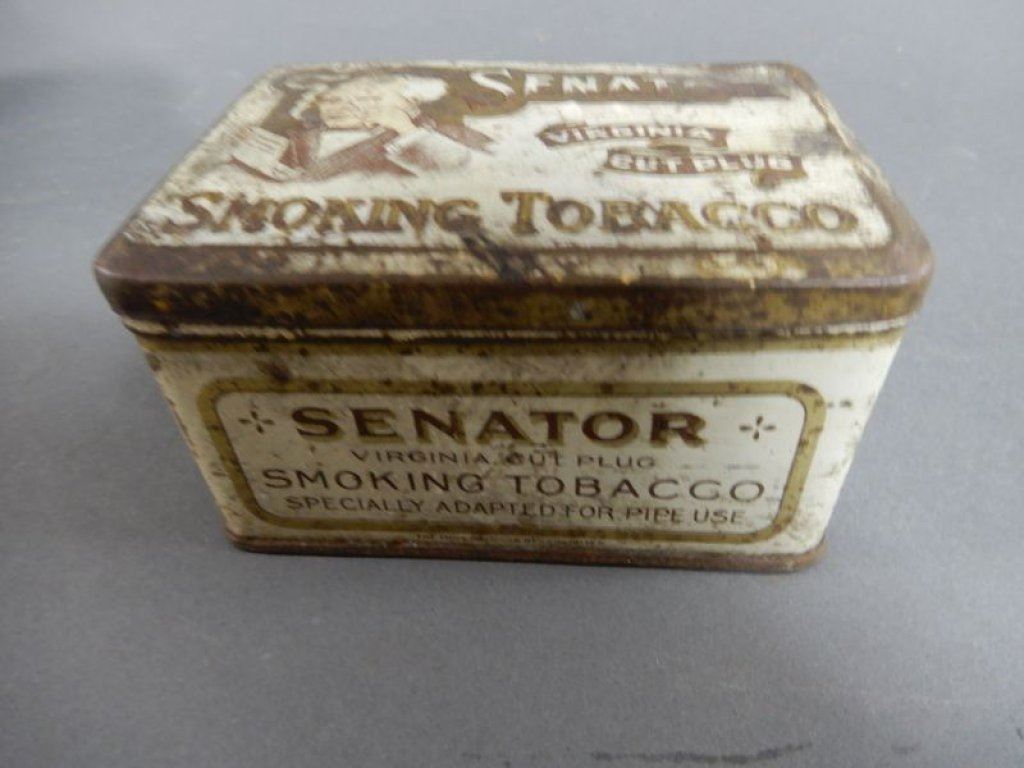 SENAT
VIRGINIA
CUT PLUG
SMOKING TOBACCO
SENATOR
VIRGINIA CUT PLUG
SMOKING TOBACCO
SPECIALLY ADAPTED FOR PIPE USE